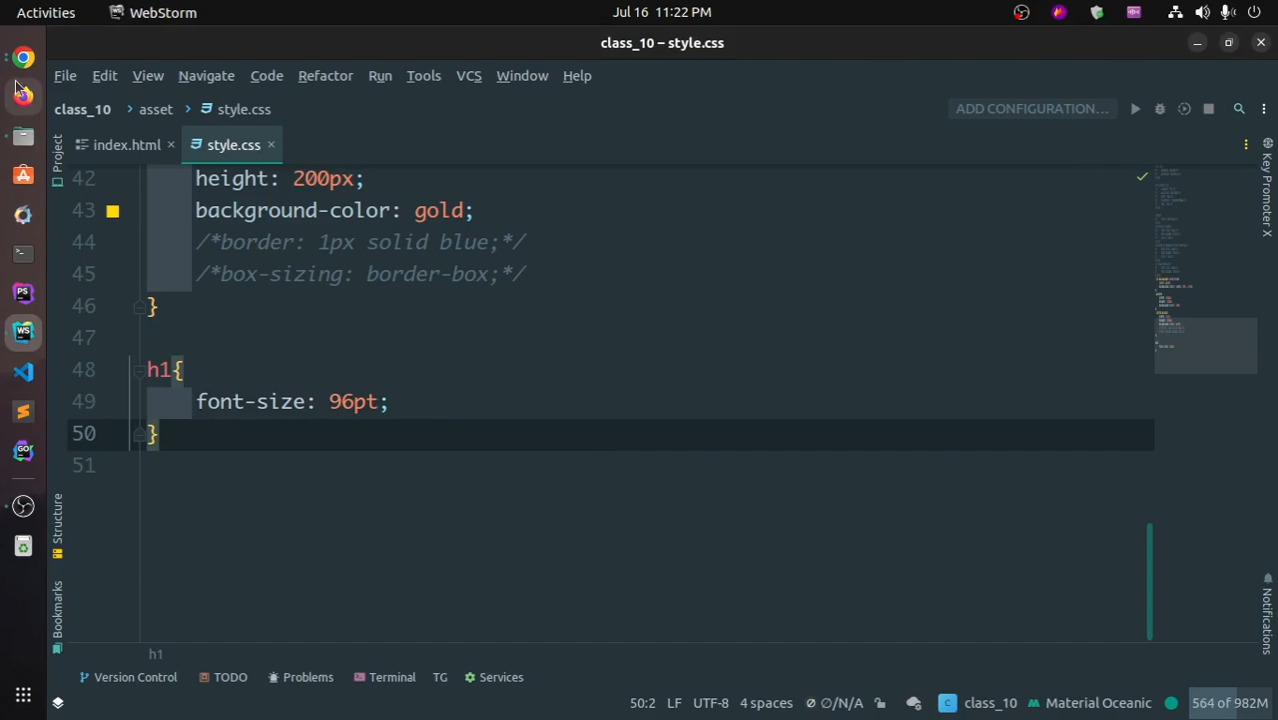 Activities WebStorm Jul 16 11:22 PM
class_10 – style.css
File Edit View Navigate Code Refactor Run Tools VCS Window Help
class_10 asset style.css ADD CONFIGURATION...
Project
index.html style.css
Key Promoter X
42 height: 200px;
43 background-color: gold;
44 /*border: 1px solid blue;*/
45 /*box-sizing: border-box;*/
46 }
47
48 h1{
49 font-size: 96pt;
50 }
51
PS
WS
GO
Structure
Bookmarks
Notifications
h1
Version Control TODO Problems Terminal TG Services
50:2 LF UTF-8 4 spaces ∅/N/A C class_10 Material Oceanic 564 of 982M